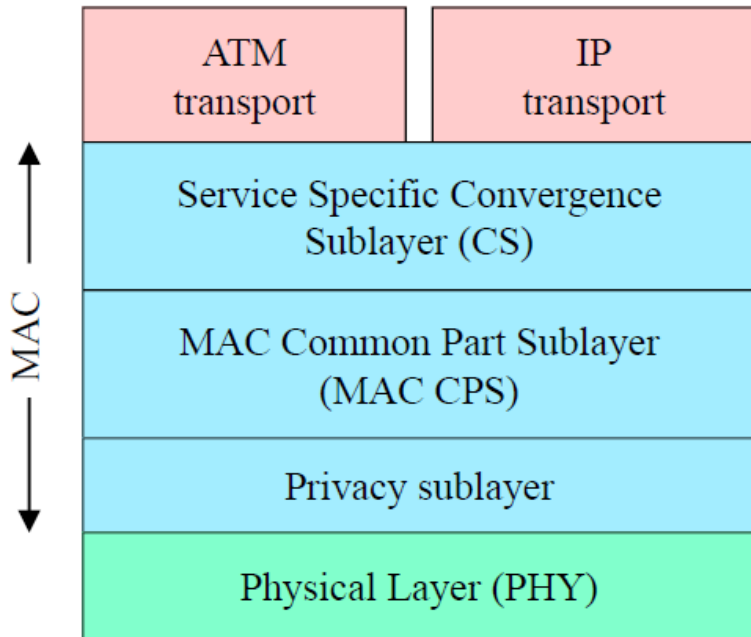 ATM
transport
IP
transport
Service Specific Convergence
Sublayer (CS)
MAC
MAC Common Part Sublayer
(MAC CPS)
Privacy sublayer
Physical Layer (PHY)